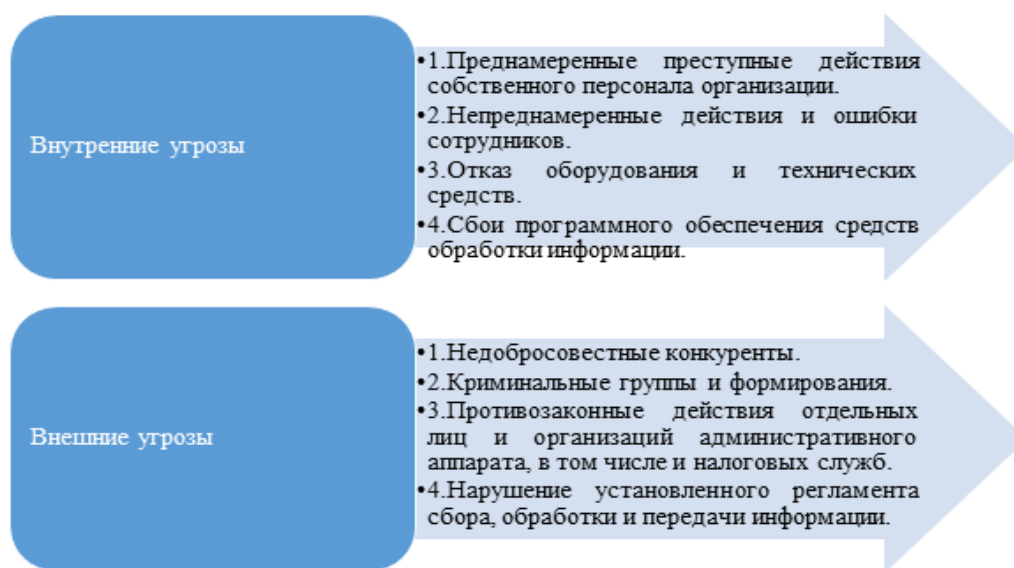 Внутренние угрозы
•1.Преднамеренные преступные действия
собственного персонала организации.
•2.Непреднамеренные действия и ошибки
сотрудников.
•3.Отказ оборудования и технических
средств.
•4.Сбои программного обеспечения средств
обработки информации.
Внешние угрозы
•1.Недобросовестные конкуренты.
•2.Криминальные группы и формирования.
•3.Противозаконные действия отдельных
лиц и организаций административного
аппарата, в том числе и налоговых служб.
•4.Нарушение установленного регламента
сбора, обработки и передачи информации.